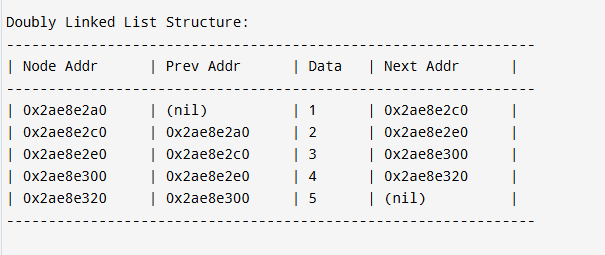 Doubly Linked List Structure:
---------------------------------------------------------------
| Node Addr      | Prev Addr      | Data   | Next Addr      |
---------------------------------------------------------------
| 0x2ae8e2a0     | (nil)          | 1      | 0x2ae8e2c0     |
| 0x2ae8e2c0     | 0x2ae8e2a0     | 2      | 0x2ae8e2e0     |
| 0x2ae8e2e0     | 0x2ae8e2c0     | 3      | 0x2ae8e300     |
| 0x2ae8e300     | 0x2ae8e2e0     | 4      | 0x2ae8e320     |
| 0x2ae8e320     | 0x2ae8e300     | 5      | (nil)          |
---------------------------------------------------------------